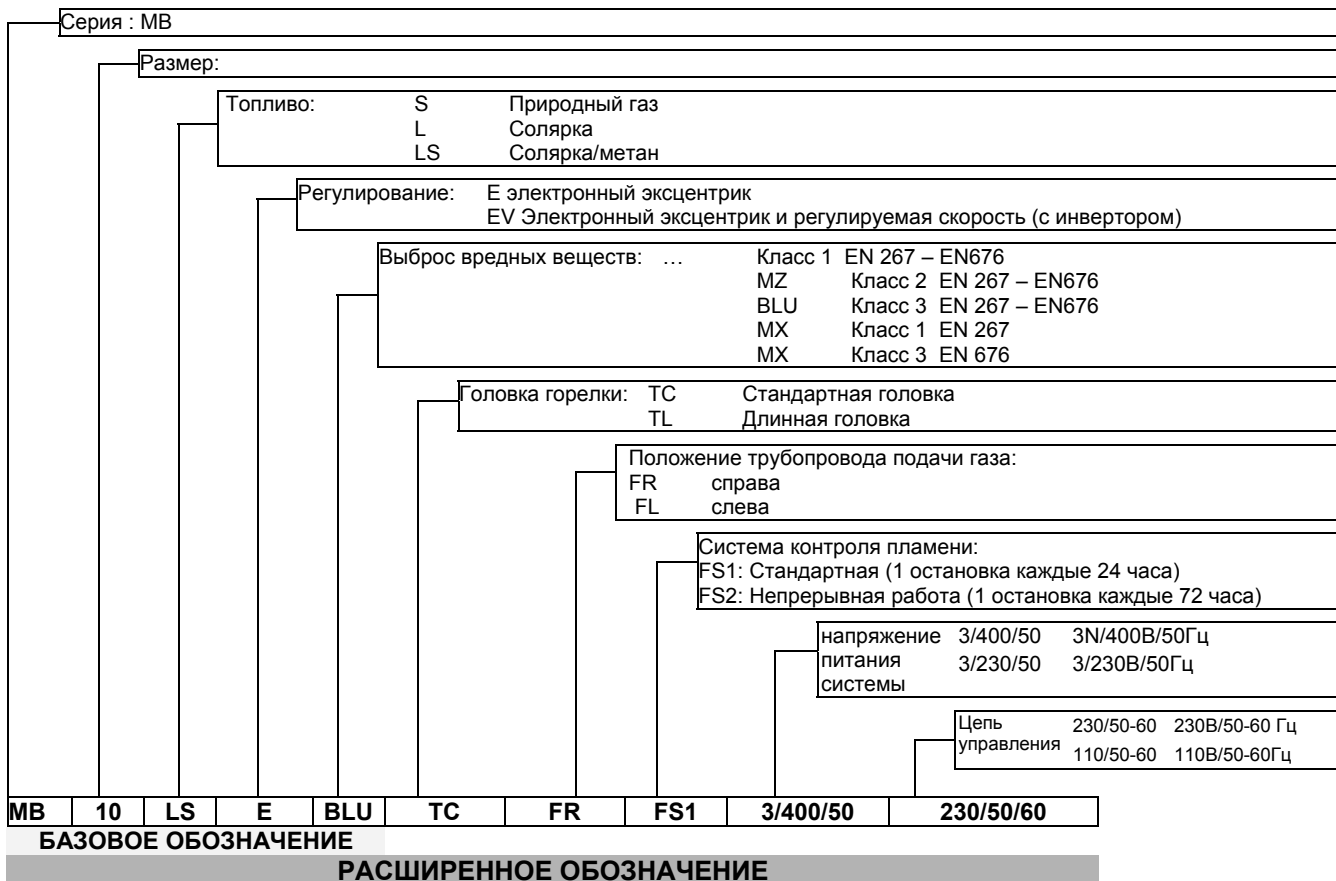 Серия : MB
Размер:
Топливо: S Природный газ
L Солярка
LS Солярка/метан
Регулирование: E электронный эксцентрик
EV Электронный эксцентрик и регулируемая скорость (с инвертором)
Выброс вредных веществ: … Класс 1 EN 267 – EN676
MZ Класс 2 EN 267 – EN676
BLU Класс 3 EN 267 – EN676
MX Класс 1 EN 267
MX Класс 3 EN 676
Головка горелки: TC Стандартная головка
TL Длинная головка
Положение трубопровода подачи газа:
FR справа
FL слева
Система контроля пламени:
FS1: Стандартная (1 остановка каждые 24 часа)
FS2: Непрерывная работа (1 остановка каждые 72 часа)
напряжение 3/400/50 3N/400В/50Гц
питания 3/230/50 3/230В/50Гц
системы
Цепь 230/50-60 230В/50-60 Гц
управления 110/50-60 110В/50-60Гц
MB 10 LS E BLU TC FR FS1 3/400/50 230/50/60
БАЗОВОЕ ОБОЗНАЧЕНИЕ
РАСШИРЕННОЕ ОБОЗНАЧЕНИЕ